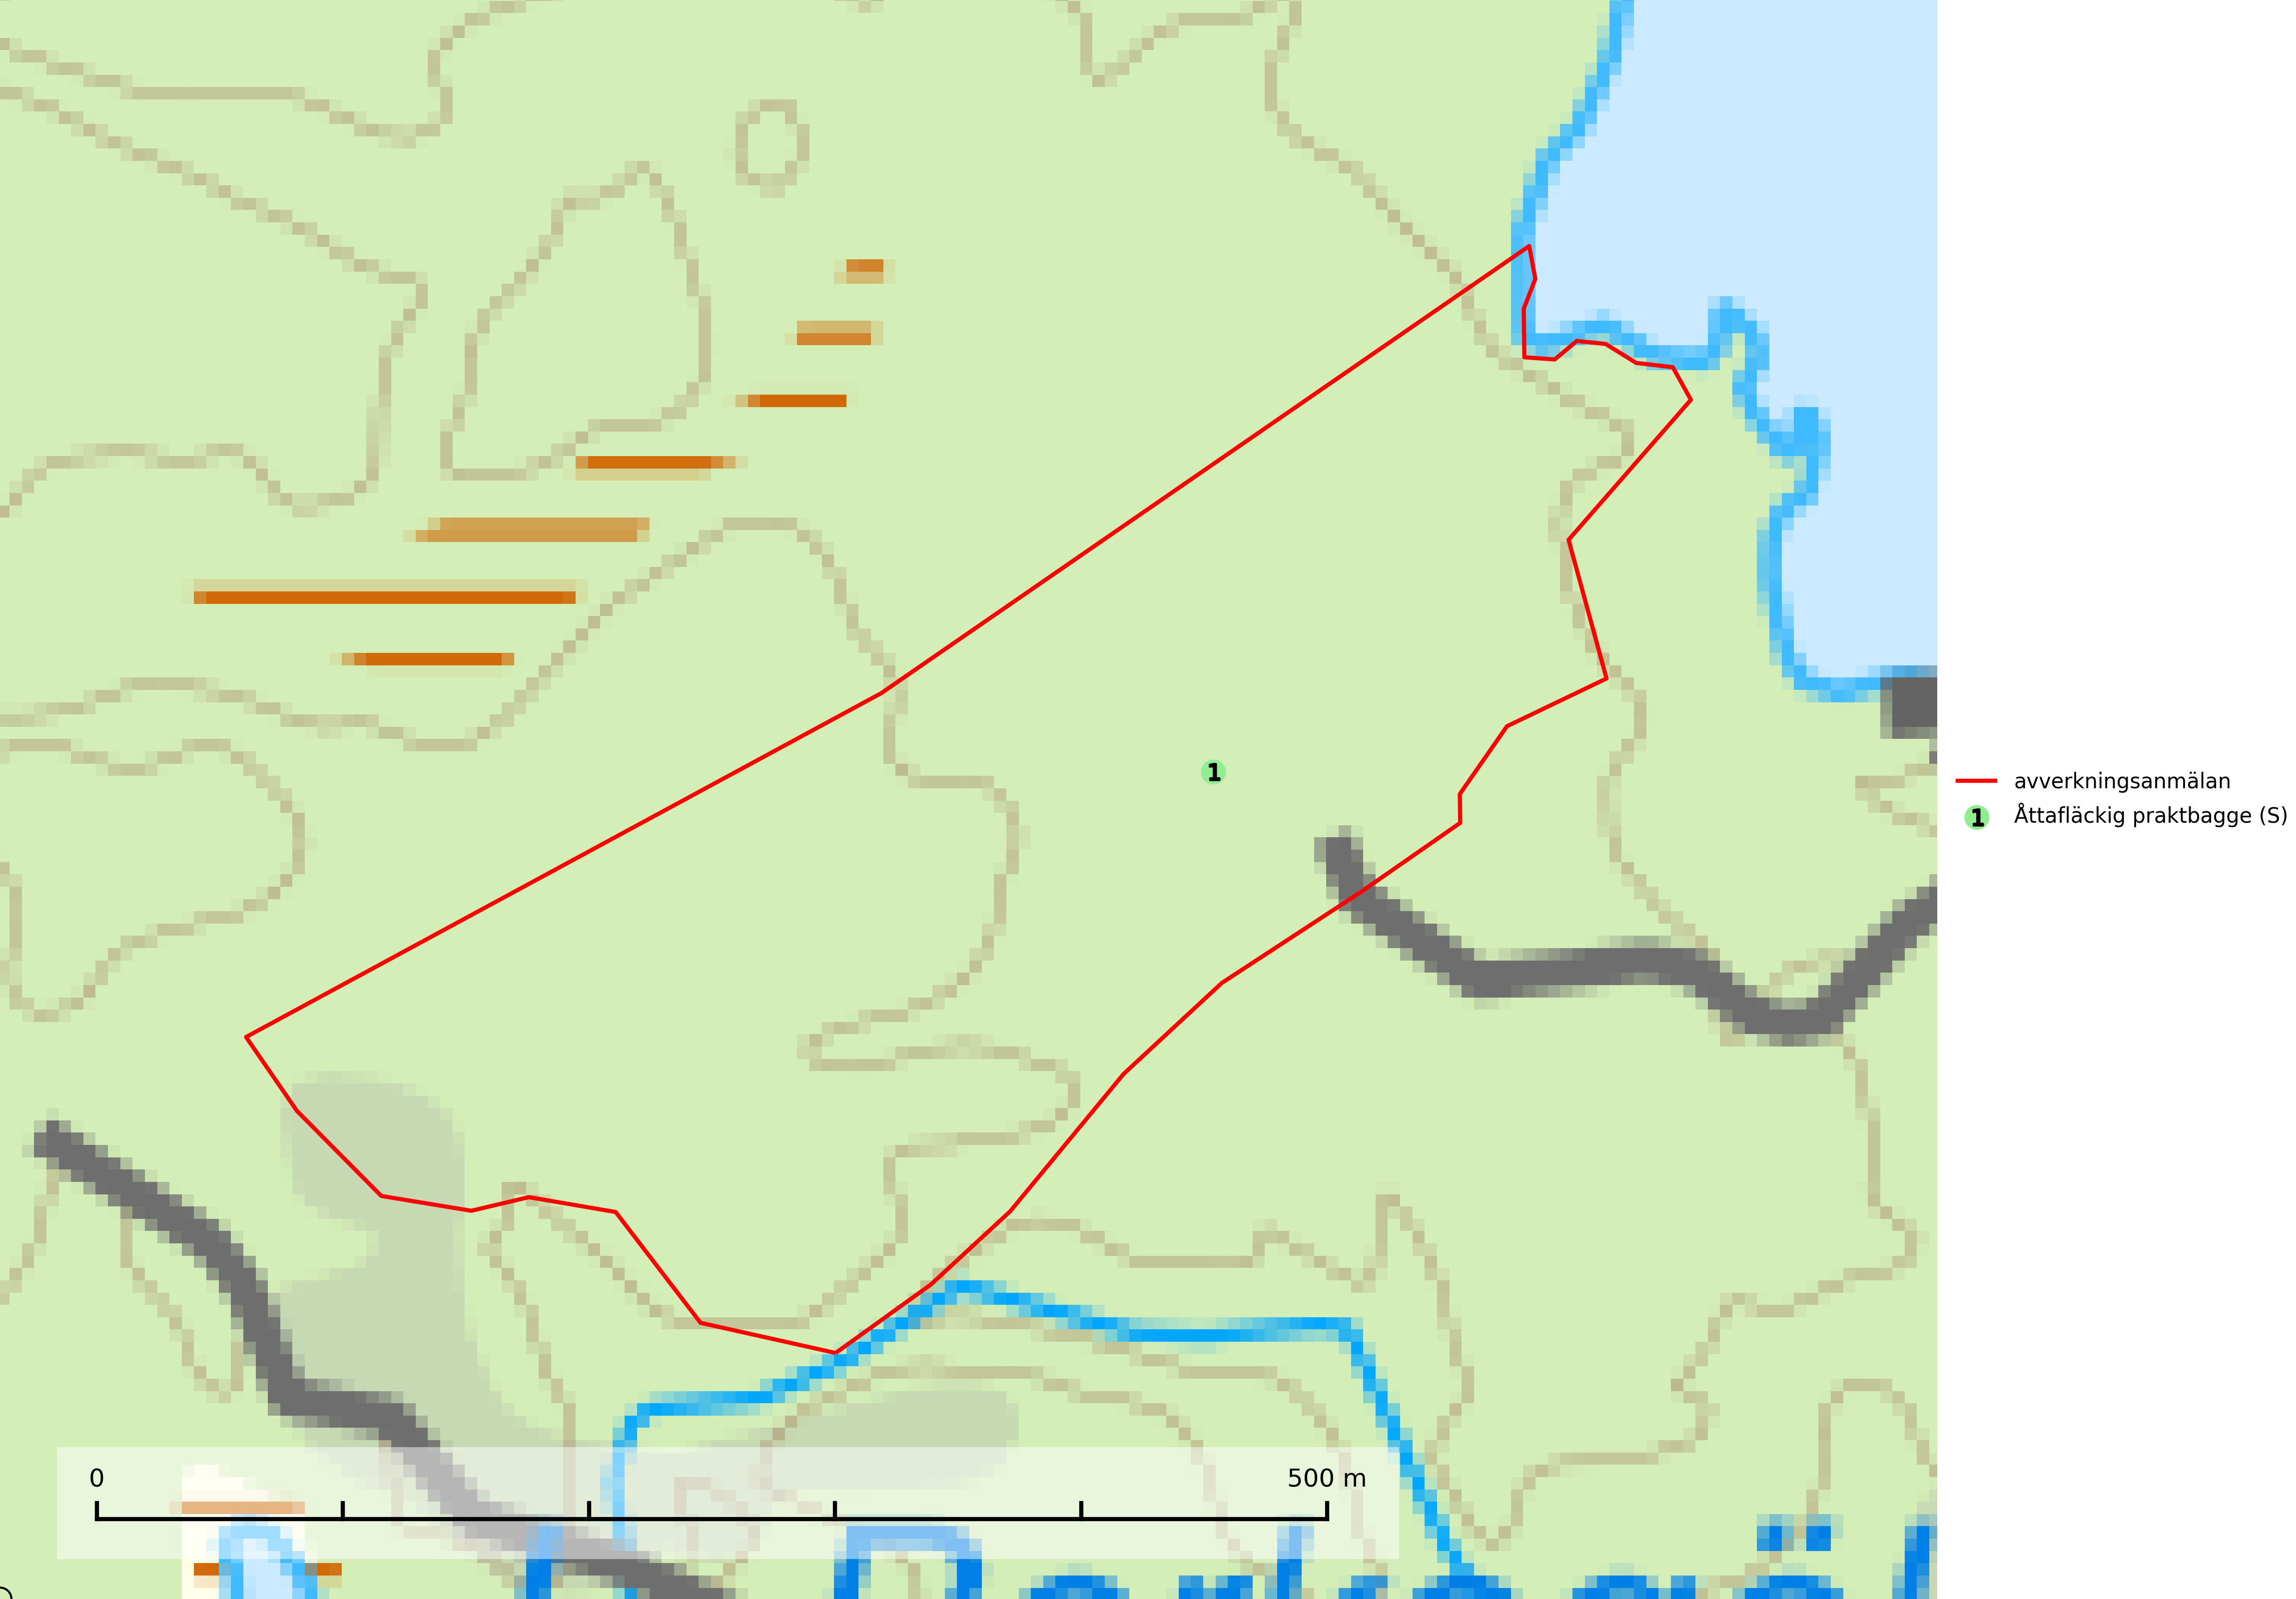 1
avverkningsanmälan
1 Åttafläckig praktbagge (S)
0 500 m